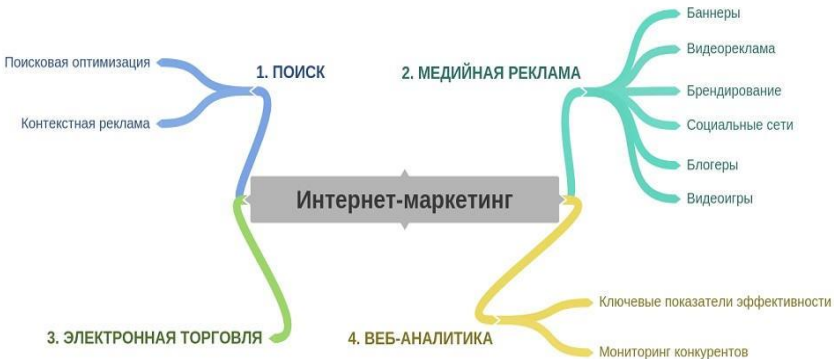 Поисковая оптимизация
Контекстная реклама
1. ПОИСК
2. МЕДИЙНАЯ РЕКЛАМА
Баннеры
Видеореклама
Брендирование
Социальные сети
Блогеры
Видеоигры
Интернет-маркетинг
3. ЭЛЕКТРОННАЯ ТОРГОВЛЯ
4. ВЕБ-АНАЛИТИКА
Ключевые показатели эффективности
Мониторинг конкурентов